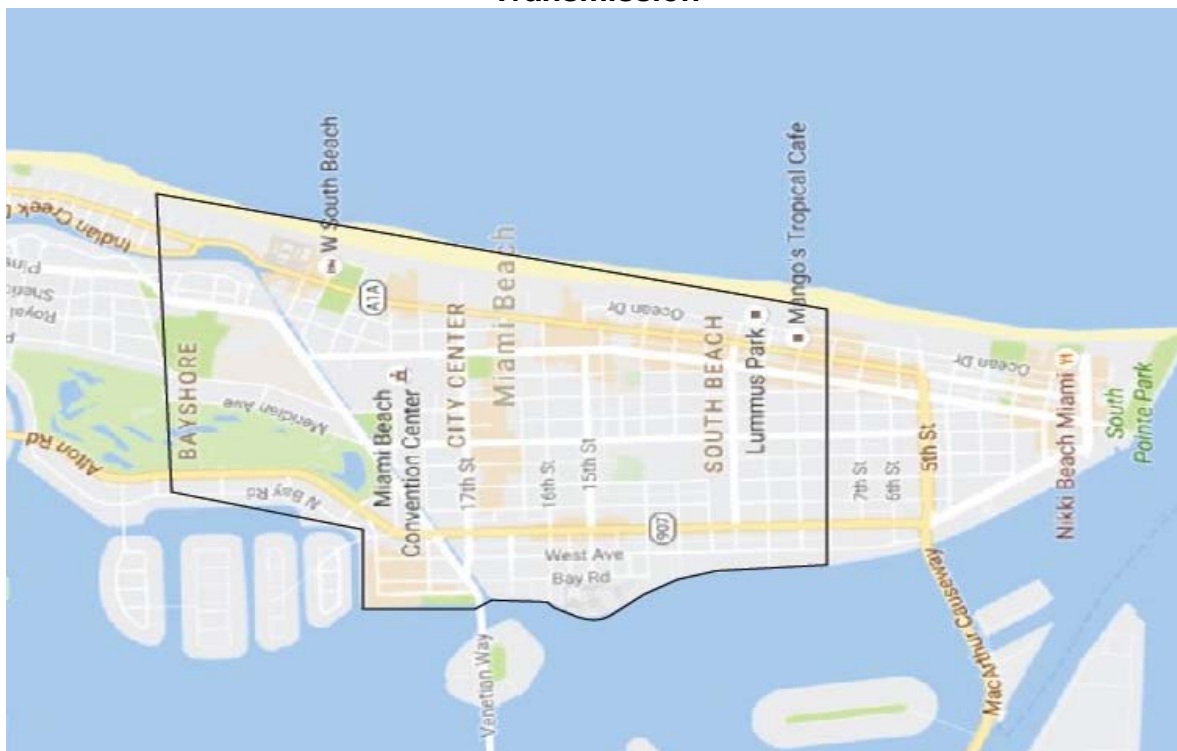 Transmission
Indian Creek
Pine
Sheric
Royal
P
Alton Rd
BAYSHORE
N Bay Rd
Meridian Ave
W South Beach
A1A
Miami Beach
Convention Center
CITY CENTER
Miami Beach
17th St
16th St
15th St
Venetian Way
West Ave
Bay Rd
907
Ocean Dr
SOUTH BEACH
Lummus Park
Mango's Tropical Cafe
7th St
6th St
5th St
MacArthur Causeway
Ocean Dr
Nikki Beach Miami
South
Pointe Park